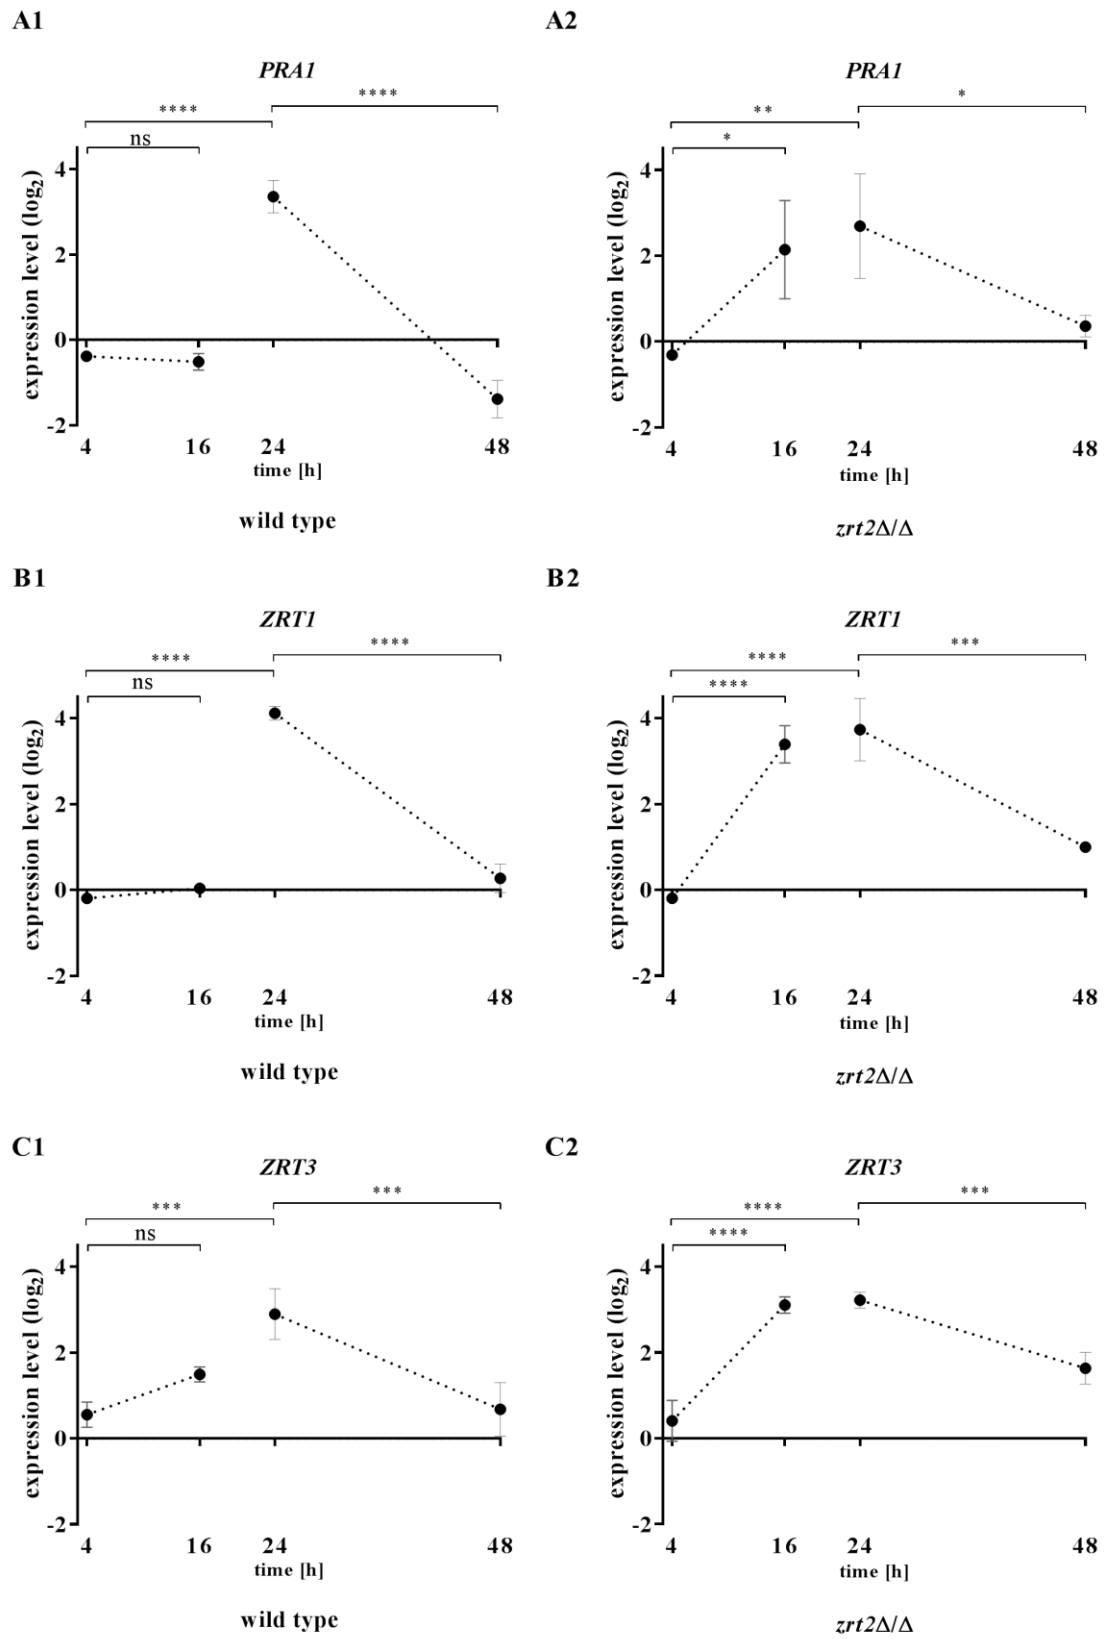 A1
PRA1
****
****
ns
expression level (log2)
4
2
0
-2
4 16 24 48
time [h]
wild type
A2
PRA1
*
**
*
expression level (log2)
4
2
0
-2
4 16 24 48
time [h]
zrt2Δ/Δ
B1
ZRT1
****
****
ns
expression level (log2)
4
2
0
-2
4 16 24 48
time [h]
wild type
B2
ZRT1
***
****
****
expression level (log2)
4
2
0
-2
4 16 24 48
time [h]
zrt2Δ/Δ
C1
ZRT3
***
***
ns
expression level (log2)
4
2
0
-2
4 16 24 48
time [h]
wild type
C2
ZRT3
***
****
****
expression level (log2)
4
2
0
-2
4 16 24 48
time [h]
zrt2Δ/Δ